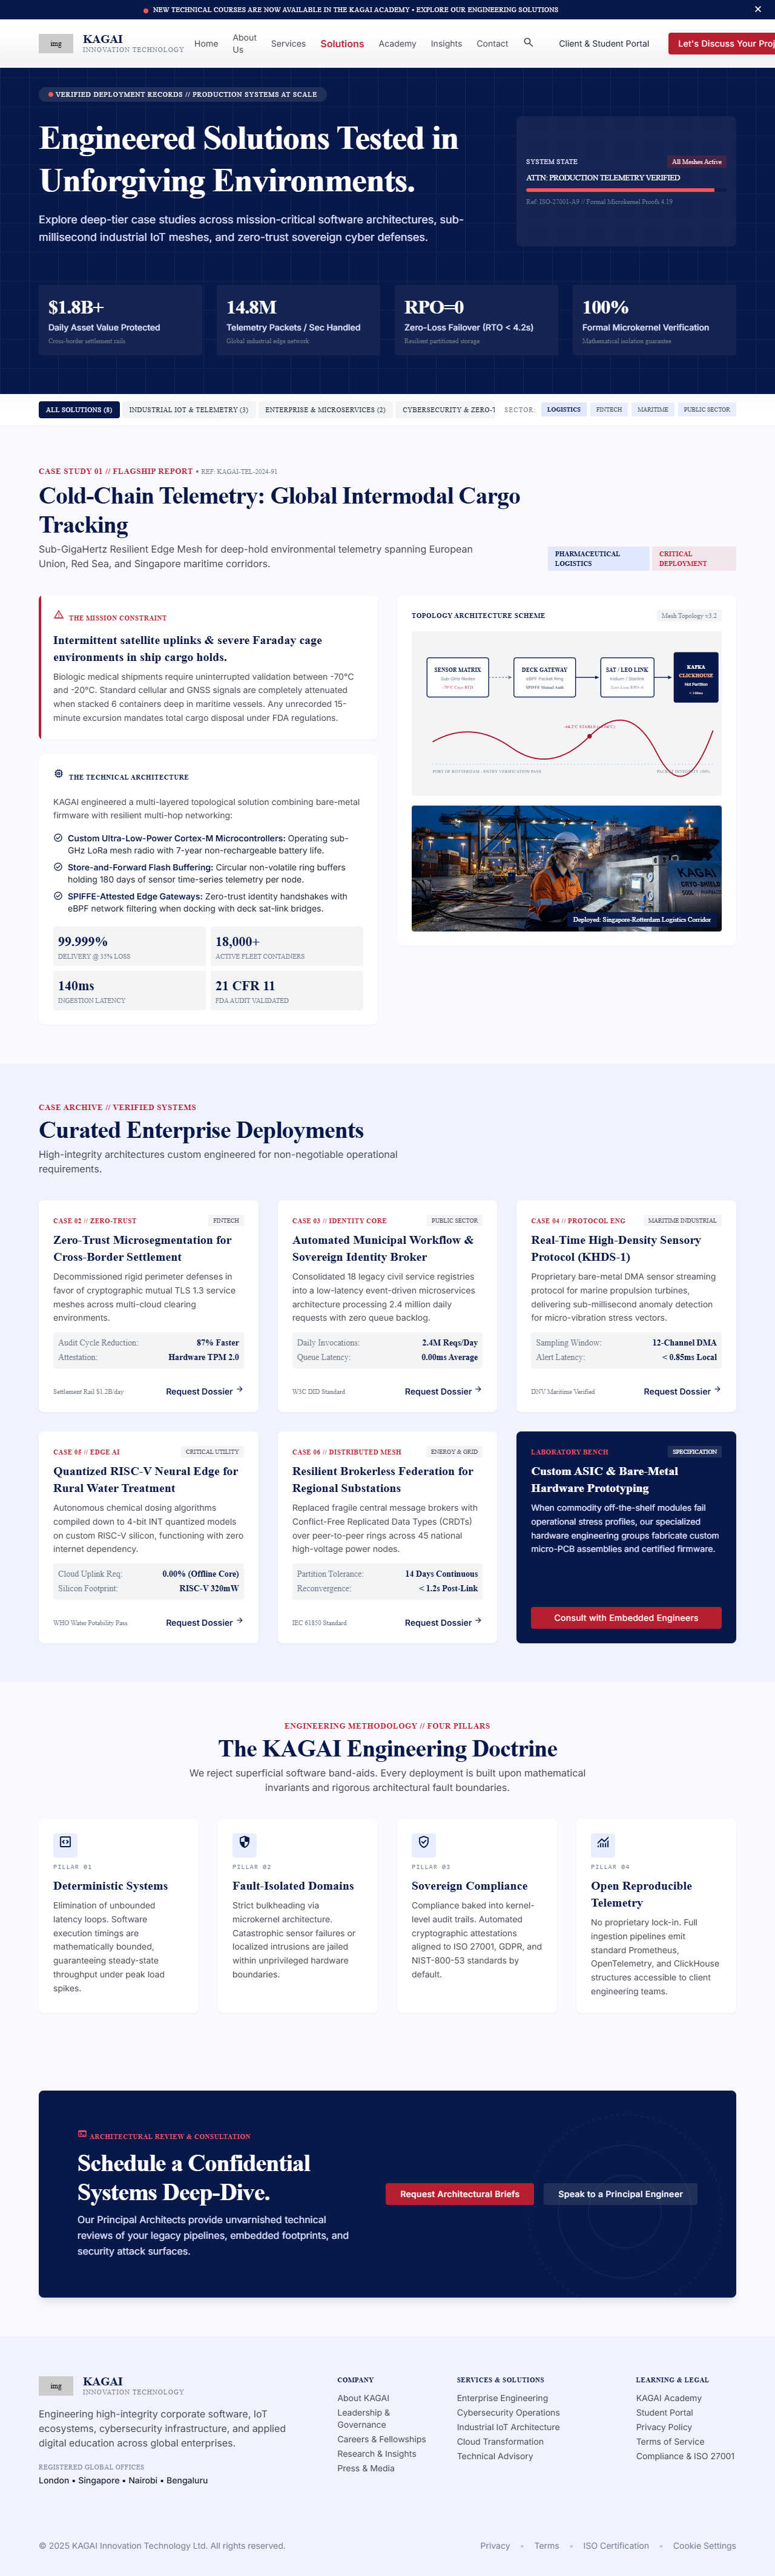 NEW TECHNICAL COURSES ARE NOW AVAILABLE IN THE KAGAI ACADEMY • EXPLORE OUR ENGINEERING SOLUTIONS
img
KAGAI
INNOVATION TECHNOLOGY
Home
About
Us
Services
Solutions
Academy
Insights
Contact
Client & Student Portal
Let's Discuss Your Proj
VERIFIED DEPLOYMENT RECORDS // PRODUCTION SYSTEMS AT SCALE
Engineered Solutions Tested in
Unforgiving Environments.
Explore deep-tier case studies across mission-critical software architectures, sub-
millisecond industrial IoT meshes, and zero-trust sovereign cyber defenses.
SYSTEM STATE
All Meshes Active
ATTN: PRODUCTION TELEMETRY VERIFIED
Ref: ISO-27001-A9 // Formal Microkernel Proofs 4.19
$1.8B+
Daily Asset Value Protected
Cross-border settlement rails
14.8M
Telemetry Packets / Sec Handled
Global industrial edge network
RPO=0
Zero-Loss Failover (RTO < 4.2s)
Resilient partitioned storage
100%
Formal Microkernel Verification
Mathematical isolation guarantee
ALL SOLUTIONS (8)
INDUSTRIAL IOT & TELEMETRY (3)
ENTERPRISE & MICROSERVICES (2)
CYBERSECURITY & ZERO-T
SECTOR:
LOGISTICS
FINTECH
MARITIME
PUBLIC SECTOR
CASE STUDY 01 // FLAGSHIP REPORT • REF: KAGAI-TEL-2024-91
Cold-Chain Telemetry: Global Intermodal Cargo
Tracking
Sub-GigaHertz Resilient Edge Mesh for deep-hold environmental telemetry spanning European
Union, Red Sea, and Singapore maritime corridors.
PHARMACEUTICAL
LOGISTICS
CRITICAL
DEPLOYMENT
THE MISSION CONSTRAINT
Intermittent satellite uplinks & severe Faraday cage
environments in ship cargo holds.
Biologic medical shipments require uninterrupted validation between -70°C
and -20°C. Standard cellular and GNSS signals are completely attenuated
when stacked 6 containers deep in maritime vessels. Any uncorrected 15-
minute excursion mandates total cargo disposal under FDA regulations.
THE TECHNICAL ARCHITECTURE
KAGAI engineered a multi-layered topological solution combining bare-metal
firmware with resilient multi-hop networking:
Custom Ultra-Low-Power Cortex-M Microcontrollers: Operating sub-
GHz LoRa mesh radio with 7-year non-rechargeable battery life.
Store-and-Forward Flash Buffering: Circular non-volatile ring buffers
holding 180 days of sensor time-series telemetry per node.
SPIFFE-Attested Edge Gateways: Zero-trust identity handshakes with
eBPF network filtering when docking with deck sat-link bridges.
99.999%
DELIVERY @ 35% LOSS
18,000+
ACTIVE FLEET CONTAINERS
140ms
INGESTION LATENCY
21 CFR 11
FDA AUDIT VALIDATED
TOPOLOGY ARCHITECTURE SCHEME
Mesh Topology v3.2
SENSOR MATRIX
Sub-GHz Nodes
-70°C Cryo RTD
DECK GATEWAY
eBPF Packet Ring
SPIFFE Mutual Auth
SAT / LEO LINK
Iridium / Starlink
Zero-Loss RPO=0
KAFKA
CLICKHOUSE
Hot Partition
< 140ms
PORT OF ROTTERDAM - ENTRY VERIFICATION PASS
PACKET INTEGRITY 100%
KAGAI
CRYO-SHIELD
Deployed: Singapore-Rotterdam Logistics Corridor
CASE ARCHIVE // VERIFIED SYSTEMS
Curated Enterprise Deployments
High-integrity architectures custom engineered for non-negotiable operational
requirements.
CASE 02 // ZERO-TRUST
FINTECH
Zero-Trust Microsegmentation for
Cross-Border Settlement
Decommissioned rigid perimeter defenses in
favor of cryptographic mutual TLS 1.3 service
meshes across multi-cloud clearing
environments.
Audit Cycle Reduction:
87% Faster
Attestation:
Hardware TPM 2.0
Settlement Rail $1.2B/day
Request Dossier
CASE 03 // IDENTITY CORE
PUBLIC SECTOR
Automated Municipal Workflow &
Sovereign Identity Broker
Consolidated 18 legacy civil service registries
into a low-latency event-driven microservices
architecture processing 2.4 million daily
requests with zero queue backlog.
Daily Invocations:
2.4M Reqs/Day
Queue Latency:
0.00ms Average
W3C DID Standard
Request Dossier
CASE 04 // PROTOCOL ENG
MARITIME INDUSTRIAL
Real-Time High-Density Sensory
Protocol (KHDS-1)
Proprietary bare-metal DMA sensor streaming
protocol for marine propulsion turbines,
delivering sub-millisecond anomaly detection
for micro-vibration stress vectors.
Sampling Window:
12-Channel DMA
Alert Latency:
< 0.85ms Local
DNV Maritime Verified
Request Dossier
CASE 05 // EDGE AI
CRITICAL UTILITY
Quantized RISC-V Neural Edge for
Rural Water Treatment
Autonomous chemical dosing algorithms
compiled down to 4-bit INT quantized models
on custom RISC-V silicon, functioning with zero
internet dependency.
Cloud Uplink Req:
0.00% (Offline Core)
Silicon Footprint:
RISC-V 320mW
WHO Water Potability Pass
Request Dossier
CASE 06 // DISTRIBUTED MESH
ENERGY & GRID
Resilient Brokerless Federation for
Regional Substations
Replaced fragile central message brokers with
Conflict-Free Replicated Data Types (CRDTs)
over peer-to-peer rings across 45 national
high-voltage power nodes.
Partition Tolerance:
14 Days Continuous
Reconvergence:
< 1.2s Post-Link
IEC 61850 Standard
Request Dossier
LABORATORY BENCH
SPECIFICATION
Custom ASIC & Bare-Metal
Hardware Prototyping
When commodity off-the-shelf modules fail
operational stress profiles, our specialized
hardware engineering groups fabricate custom
micro-PCB assemblies and certified firmware.
Consult with Embedded Engineers
ENGINEERING METHODOLOGY // FOUR PILLARS
The KAGAI Engineering Doctrine
We reject superficial software band-aids. Every deployment is built upon mathematical
invariants and rigorous architectural fault boundaries.
PILLAR 01
Deterministic Systems
Elimination of unbounded
latency loops. Software
execution timings are
mathematically bounded,
guaranteeing steady-state
throughput under peak load
spikes.
PILLAR 02
Fault-Isolated Domains
Strict bulkheading via
microkernel architecture.
Catastrophic sensor failures or
localized intrusions are jailed
within unprivileged hardware
boundaries.
PILLAR 03
Sovereign Compliance
Compliance baked into kernel-
level audit trails. Automated
cryptographic attestations
aligned to ISO 27001, GDPR, and
NIST-800-53 standards by
default.
PILLAR 04
Open Reproducible
Telemetry
No proprietary lock-in. Full
ingestion pipelines emit
standard Prometheus,
OpenTelemetry, and ClickHouse
structures accessible to client
engineering teams.
ARCHITECTURAL REVIEW & CONSULTATION
Schedule a Confidential
Systems Deep-Dive.
Our Principal Architects provide unvarnished technical
reviews of your legacy pipelines, embedded footprints, and
security attack surfaces.
Request Architectural Briefs
Speak to a Principal Engineer
img
KAGAI
INNOVATION TECHNOLOGY
Engineering high-integrity corporate software, IoT
ecosystems, cybersecurity infrastructure, and applied
digital education across global enterprises.
REGISTERED GLOBAL OFFICES
London • Singapore • Nairobi • Bengaluru
COMPANY
About KAGAI
Leadership &
Governance
Careers & Fellowships
Research & Insights
Press & Media
SERVICES & SOLUTIONS
Enterprise Engineering
Cybersecurity Operations
Industrial IoT Architecture
Cloud Transformation
Technical Advisory
LEARNING & LEGAL
KAGAI Academy
Student Portal
Privacy Policy
Terms of Service
Compliance & ISO 27001
© 2025 KAGAI Innovation Technology Ltd. All rights reserved.
Privacy • Terms • ISO Certification • Cookie Settings